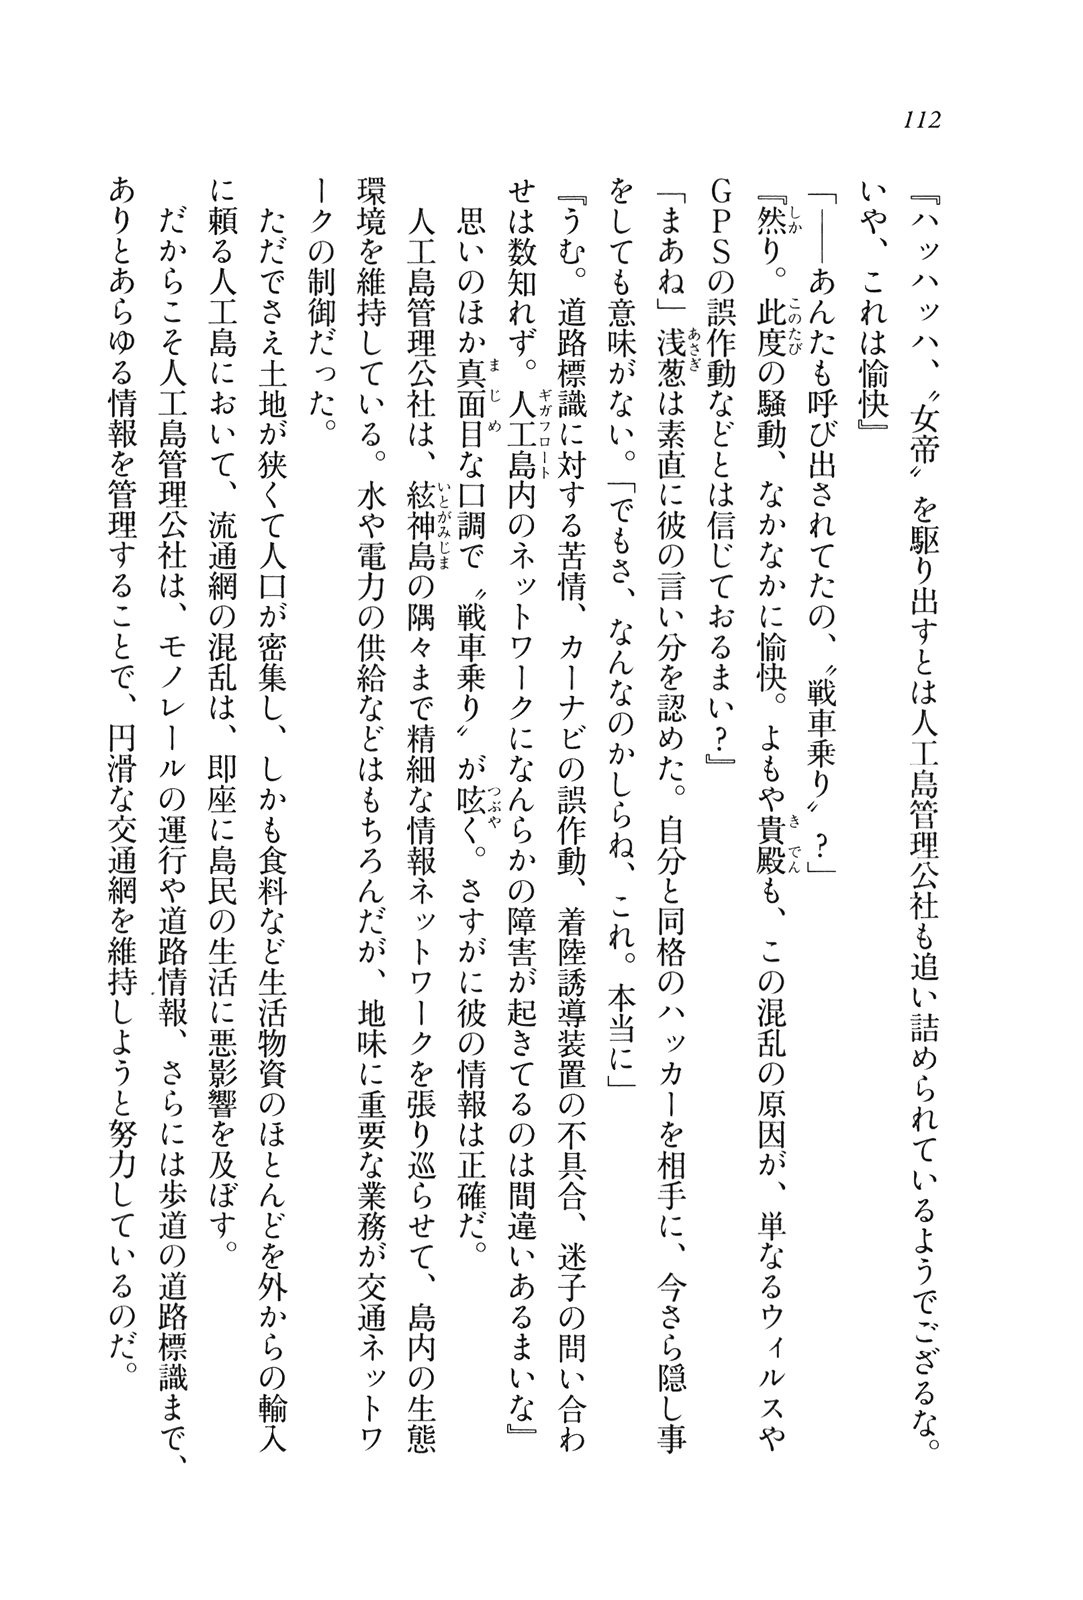 112
『ハッハッハ、〝女帝〟を駆り出すとは人工島管理公社も追い詰められているようでござるな。
いや、これは愉快』
「――あんたも呼び出されてたの、〝戦車乗り〟?」
『然り。此度の騒動、なかなかに愉快。よもや貴殿も、この混乱の原因が、単なるウィルスや
GPSの誤作動などとは信じておるまい?』
「まあね」浅葱は素直に彼の言い分を認めた。自分と同格のハッカーを相手に、今さら隠し事
をしても意味がない。「でもさ、なんなのかしらね、これ。本当に」
『うむ。道路標識に対する苦情、カーナビの誤作動、着陸誘導装置の不具合、迷子の問い合わ
せは数知れず。人工島内のネットワークになんらかの障害が起きてるのは間違いあるまいな』
思いのほか真面目な口調で〝戦車乗り〟が呟く。さすがに彼の情報は正確だ。
人工島管理公社は、絃神島の隅々まで精細な情報ネットワークを張り巡らせて、島内の生態
環境を維持している。水や電力の供給などはもちろんだが、地味に重要な業務が交通ネットワ
ークの制御だった。
ただでさえ土地が狭くて人口が密集し、しかも食料など生活物資のほとんどを外からの輸入
に頼る人工島において、流通網の混乱は、即座に島民の生活に悪影響を及ぼす。
だからこそ人工島管理公社は、モノレールの運行や道路情報、さらには歩道の道路標識まで、
ありとあらゆる情報を管理することで、円滑な交通網を維持しようと努力しているのだ。